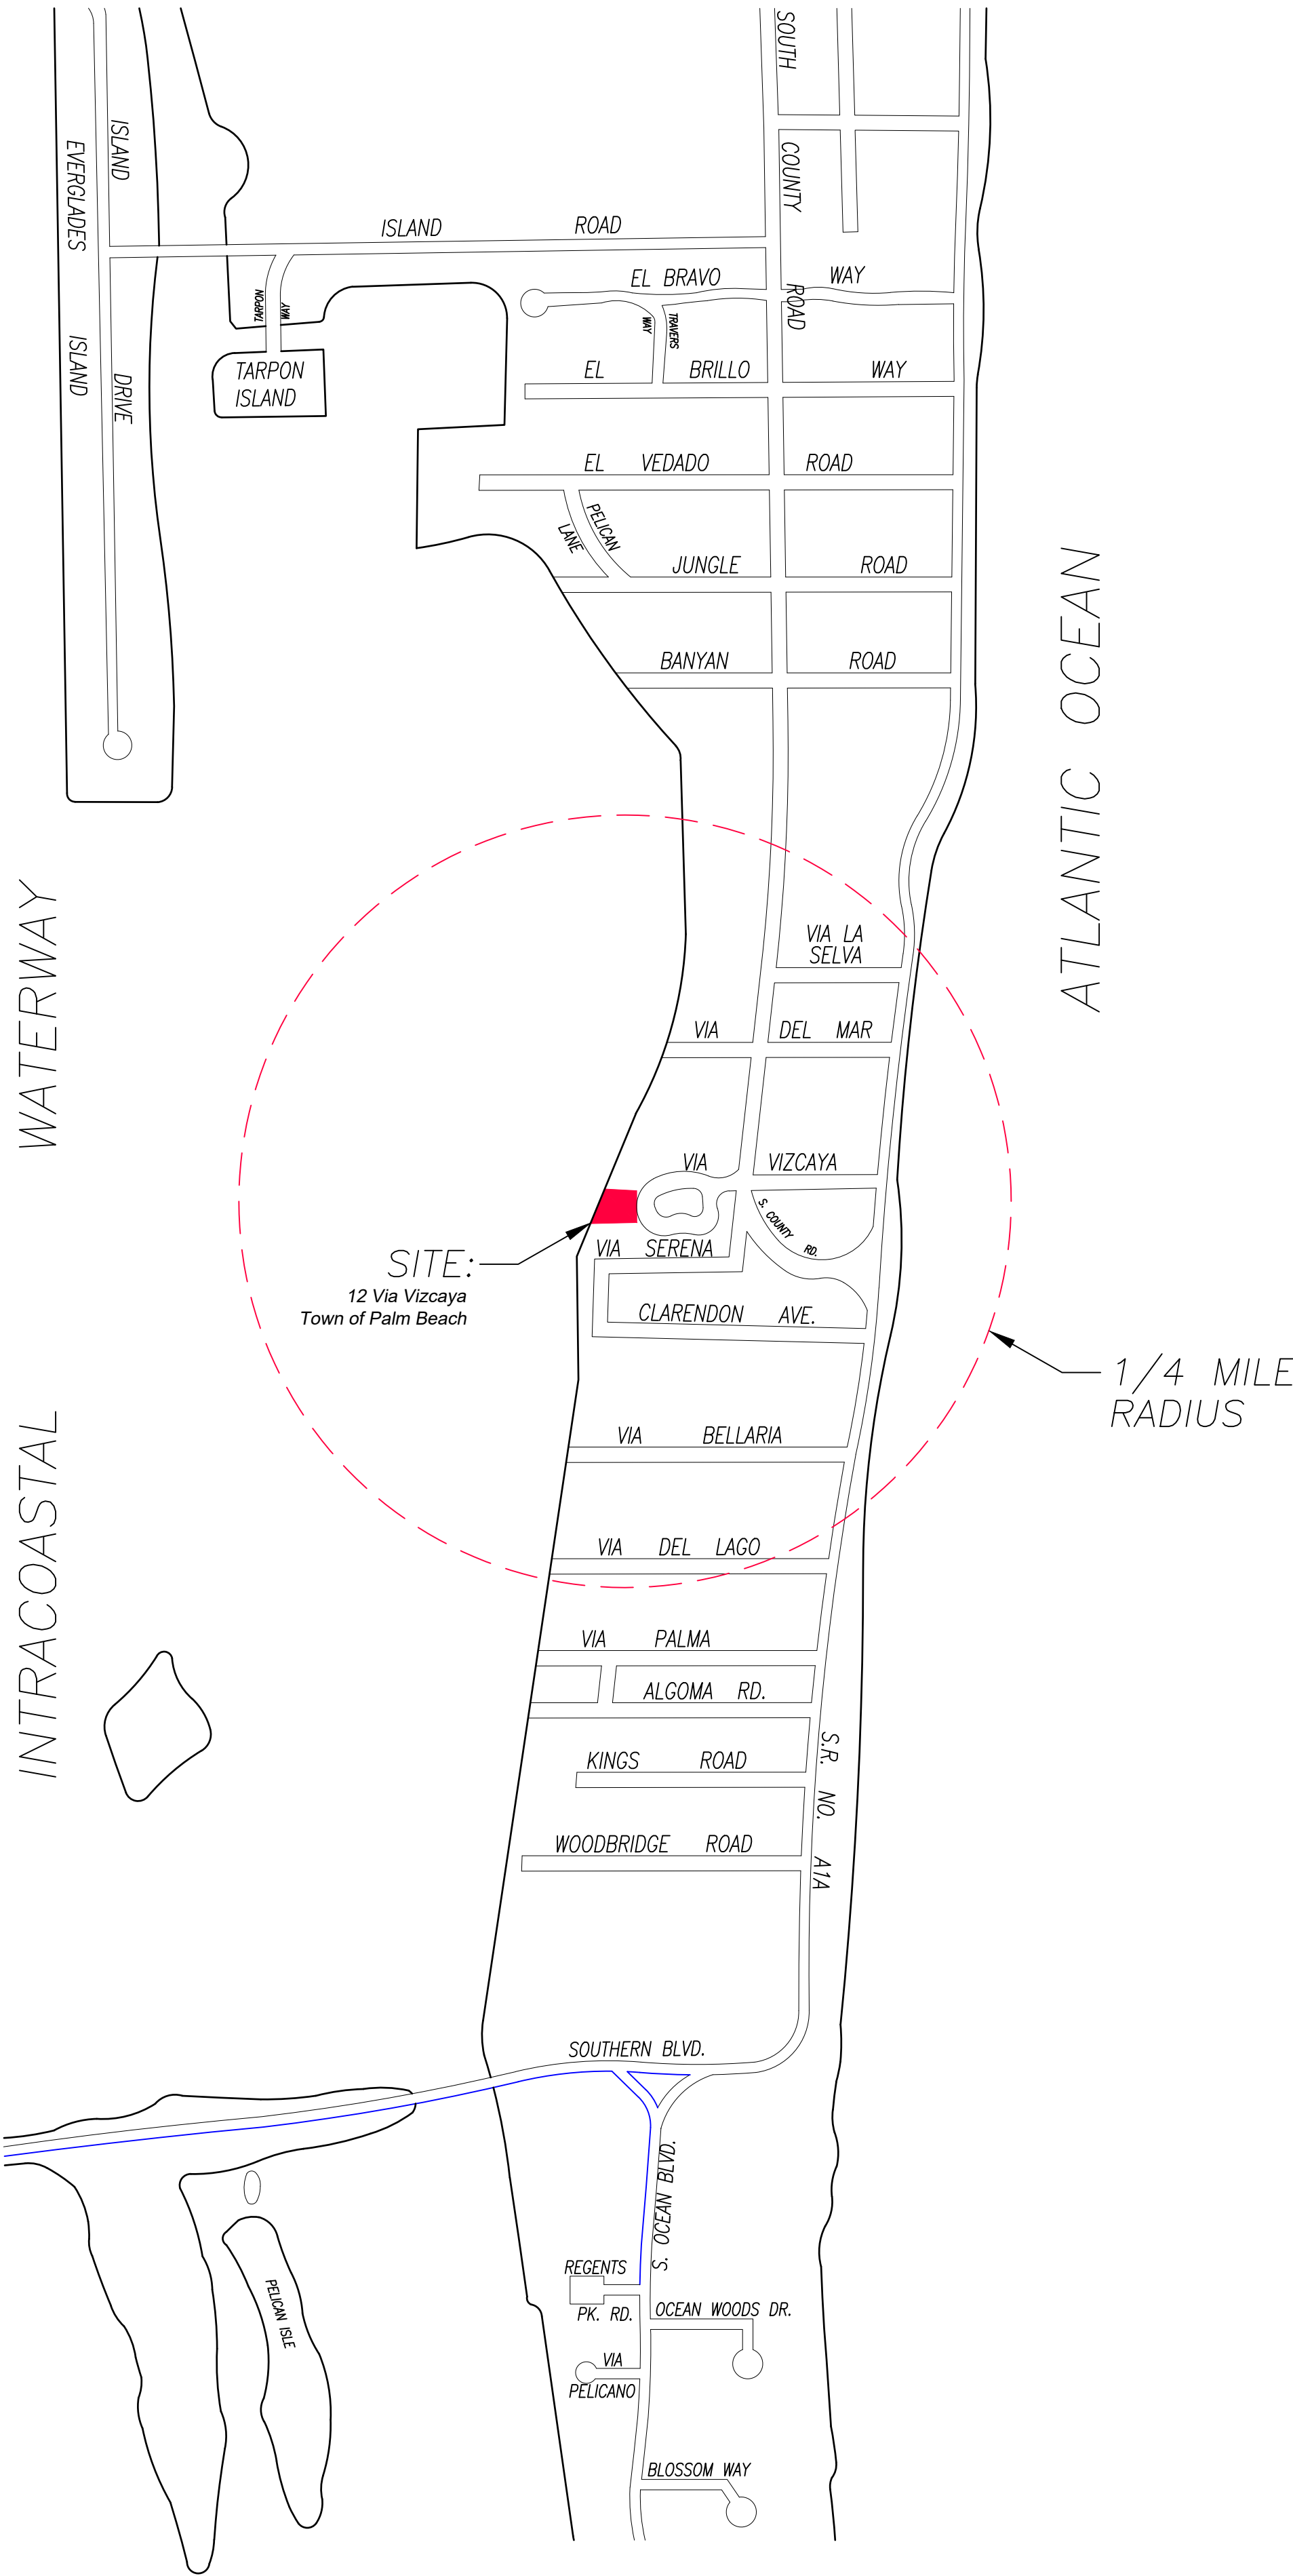 SOUTH
COUNTY
ROAD
ISLAND
DRIVE
EVERGLADES
ISLAND
ISLAND ROAD
TARPON
WAY
TARPON
ISLAND
EL BRAVO WAY
TRAVERS
WAY
EL BRILLO WAY
EL VEDADO ROAD
PELICAN
LANE
JUNGLE ROAD
BANYAN ROAD
ATLANTIC OCEAN
INTRACOASTAL WATERWAY
VIA LA
SELVA
VIA DEL MAR
VIA VIZCAYA
S. COUNTY RD.
VIA SERENA
SITE:
12 Via Vizcaya
Town of Palm Beach
CLARENDON AVE.
1/4 MILE
RADIUS
VIA BELLARIA
VIA DEL LAGO
VIA PALMA
ALGOMA RD.
S.R. NO. A1A
KINGS ROAD
WOODBRIDGE ROAD
SOUTHERN BLVD.
S. OCEAN BLVD.
PELICAN ISLE
REGENTS
PK. RD.
OCEAN WOODS DR.
VIA
PELICANO
BLOSSOM WAY